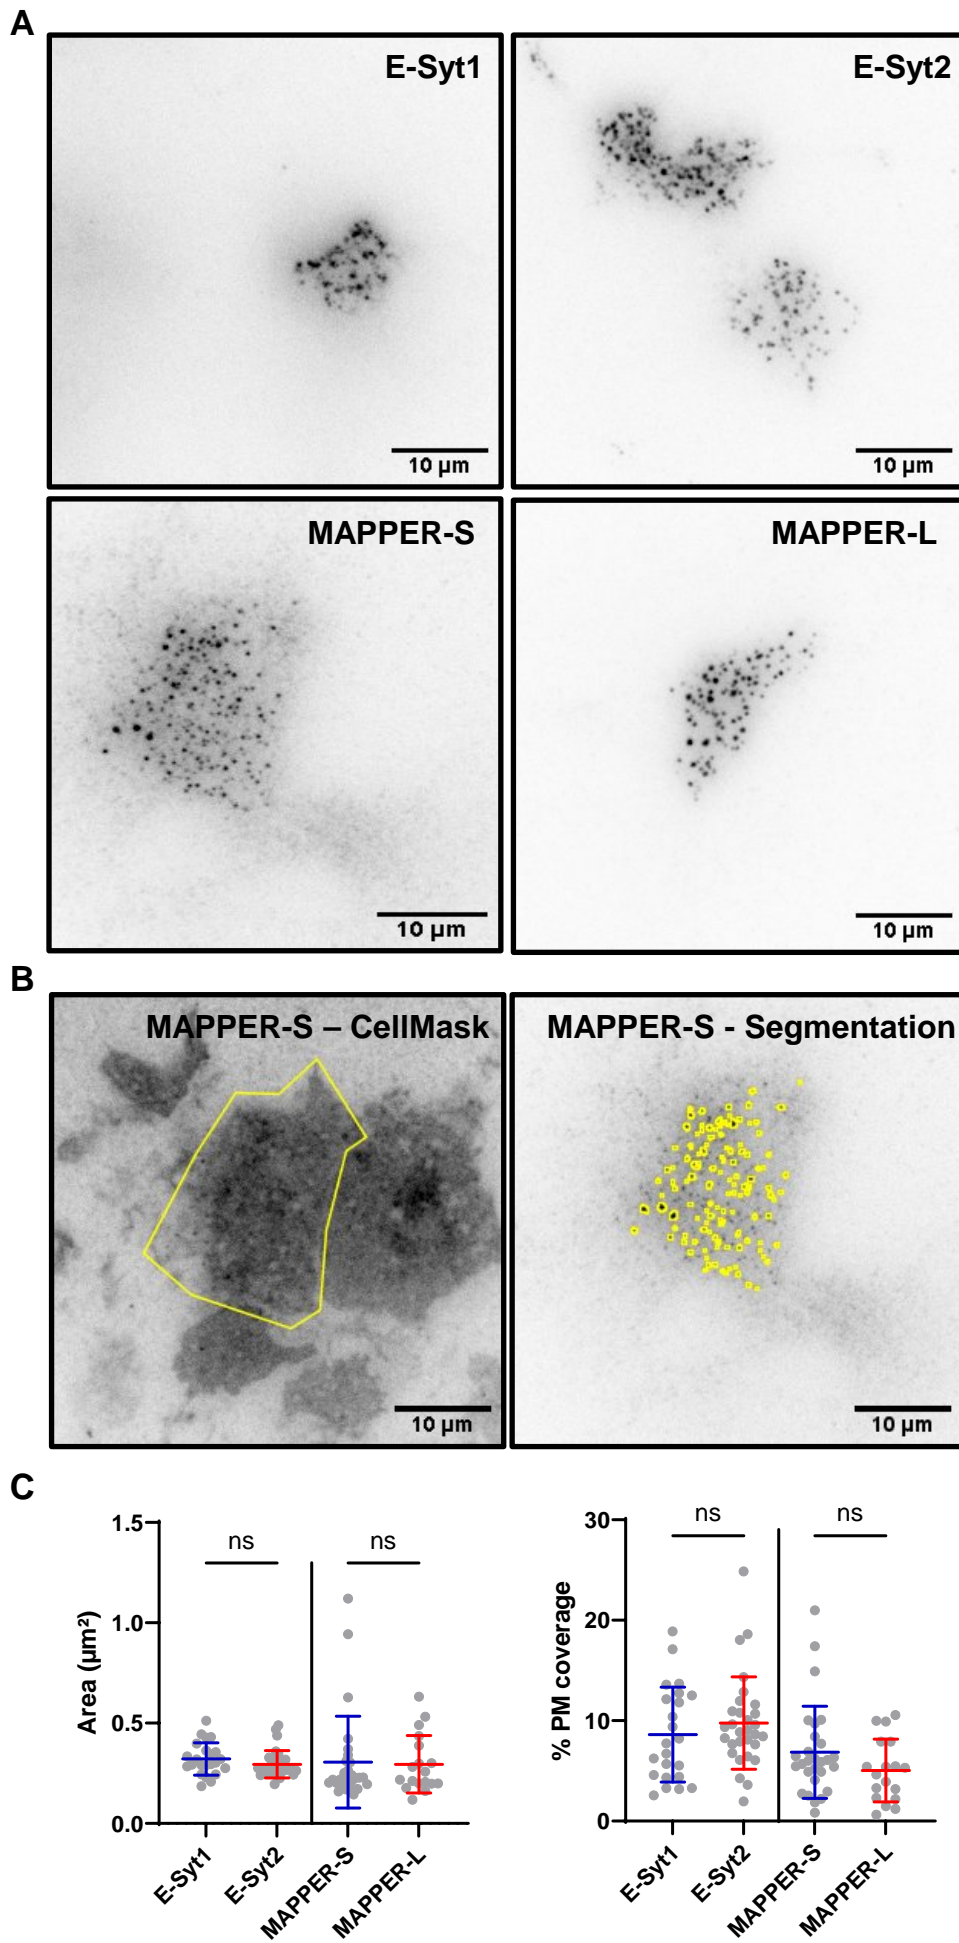 A
E-Syt1
E-Syt2
10 µm
10 µm
MAPPER-S
MAPPER-L
10 µm
10 µm
B
MAPPER-S – CellMask
MAPPER-S - Segmentation
10 µm
10 µm
C
1.5
1.0
0.5
0.0
Area (µm²)
ns
ns
E-Syt1
E-Syt2
MAPPER-S
MAPPER-L
30
20
10
0
% PM coverage
ns
ns
E-Syt1
E-Syt2
MAPPER-S
MAPPER-L